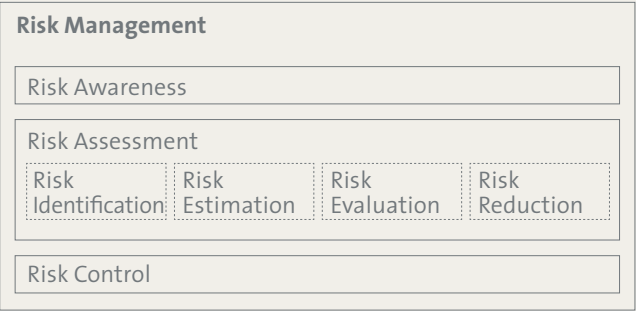 Risk Management
Risk Awareness
Risk Assessment
Risk
Identification
Risk
Estimation
Risk
Evaluation
Risk
Reduction
Risk Control